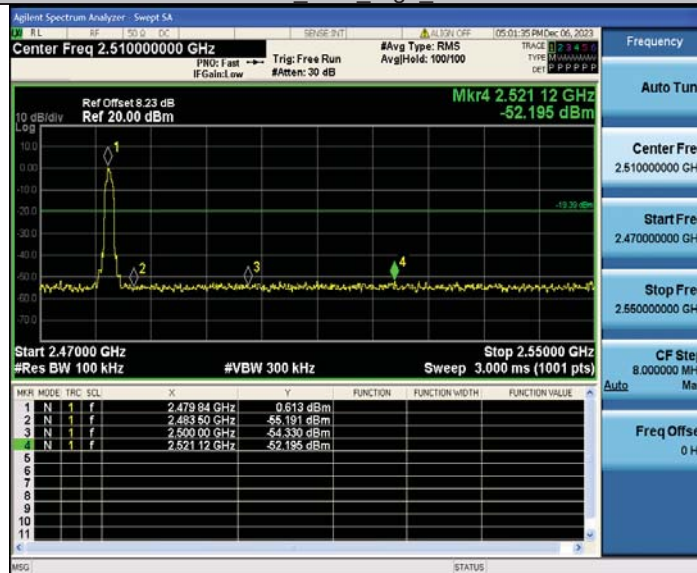 Agilent Spectrum Analyzer - Swept SA
RL RF 50 Ω DC SENSE:INT ALIGN OFF 05:01:35 PM Dec 06, 2023
Center Freq 2.510000000 GHz
PNO: Fast Trig: Free Run
IFGain:Low #Atten: 30 dB
#Avg Type: RMS
Avg|Hold: 100/100
TRACE 1 2 3 4 5 6
TYPE M
DET P P P P P P
Frequency
Ref Offset 8.23 dB
10 dB/div Ref 20.00 dBm
Log
Mkr4 2.521 12 GHz
-52.195 dBm
10.0
0.00
-10.0
-20.0
-30.0
-40.0
-50.0
-60.0
-70.0
1
2
3
4
-19.39 dBm
Start 2.47000 GHz Stop 2.55000 GHz
#Res BW 100 kHz #VBW 300 kHz Sweep 3.000 ms (1001 pts)
MKR MODE TRC SCL X Y FUNCTION FUNCTION WIDTH FUNCTION VALUE
1 N 1 f 2.479 84 GHz 0.613 dBm
2 N 1 f 2.483 50 GHz -55.191 dBm
3 N 1 f 2.500 00 GHz -54.330 dBm
4 N 1 f 2.521 12 GHz -52.195 dBm
5
6
7
8
9
10
11
MSG STATUS
Auto Tun
Center Fre
2.510000000 GH
Start Fre
2.470000000 GH
Stop Fre
2.550000000 GH
CF Step
8.000000 MH
Auto Ma
Freq Offse
0 H